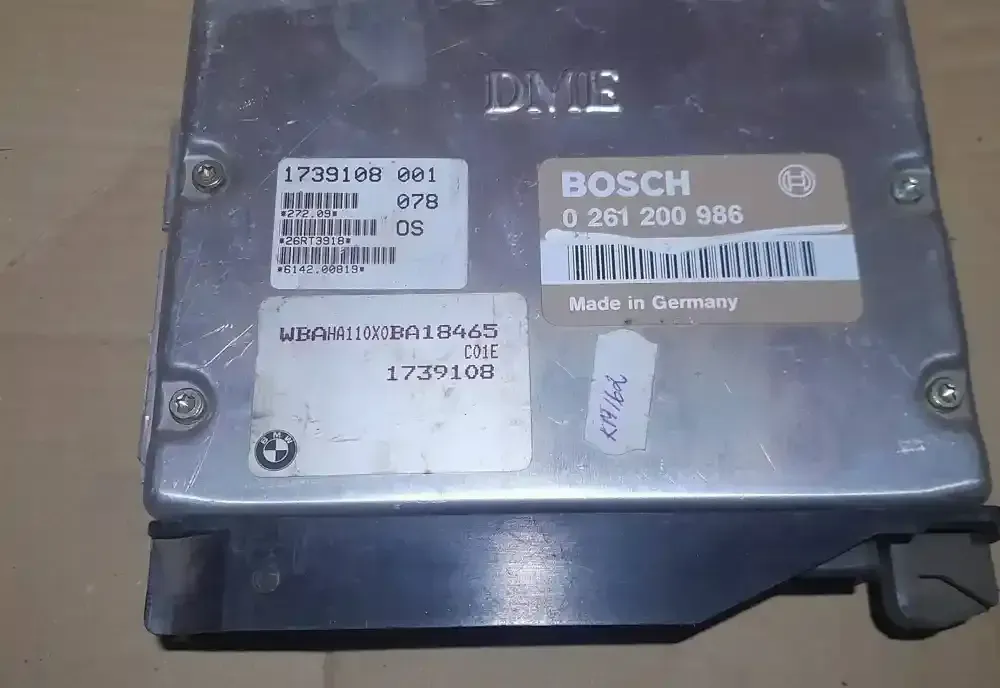 DME
1739108 001
078
*272.09*
OS
*26RT3918*
*6142.00819*
BOSCH
0 261 200 986
Made in Germany
WBAHA110X0BA18465
C01E
1739108
BMW